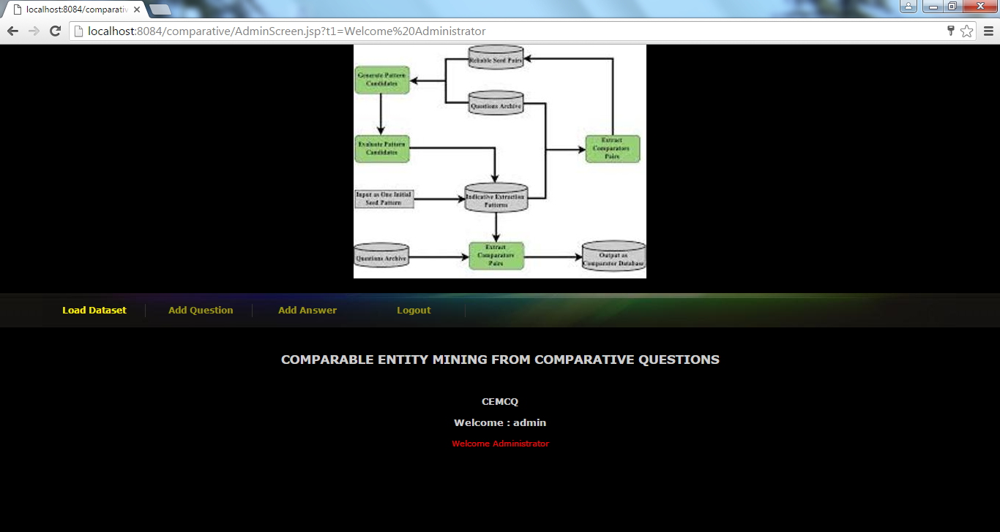 localhost:8084/comparativ
localhost:8084/comparative/AdminScreen.jsp?t1=Welcome%20Administrator
Reliable Seed Pairs
Generate Pattern
Candidates
Questions Archive
Evaluate Pattern
Candidates
Extract
Comparators
Pairs
Input as One Initial
Seed Pattern
Indicative Extraction
Patterns
Questions Archive
Extract
Comparators
Pairs
Output as
Comparator Database
Load Dataset
Add Question
Add Answer
Logout
COMPARABLE ENTITY MINING FROM COMPARATIVE QUESTIONS
CEMCQ
Welcome : admin
Welcome Administrator